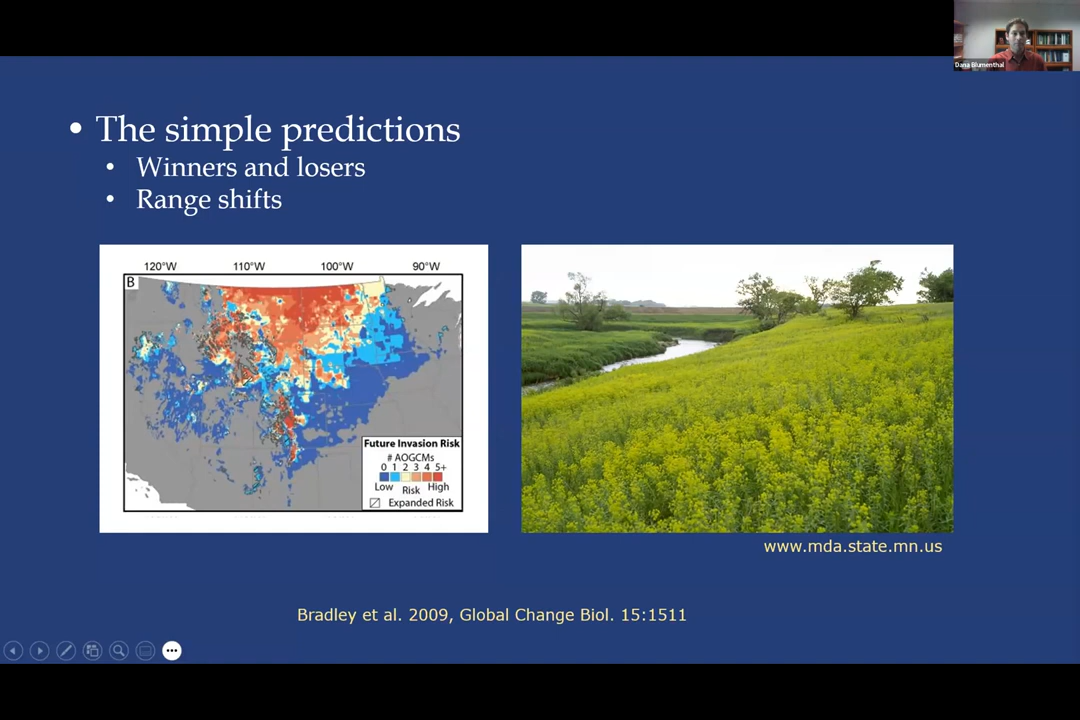 Dana Blumenthal
• The simple predictions
• Winners and losers
• Range shifts
120°W 110°W 100°W 90°W
B
Future Invasion Risk
# AOGCMs
0 1 2 3 4 5+
Low Risk High
Expanded Risk
www.mda.state.mn.us
Bradley et al. 2009, Global Change Biol. 15:1511